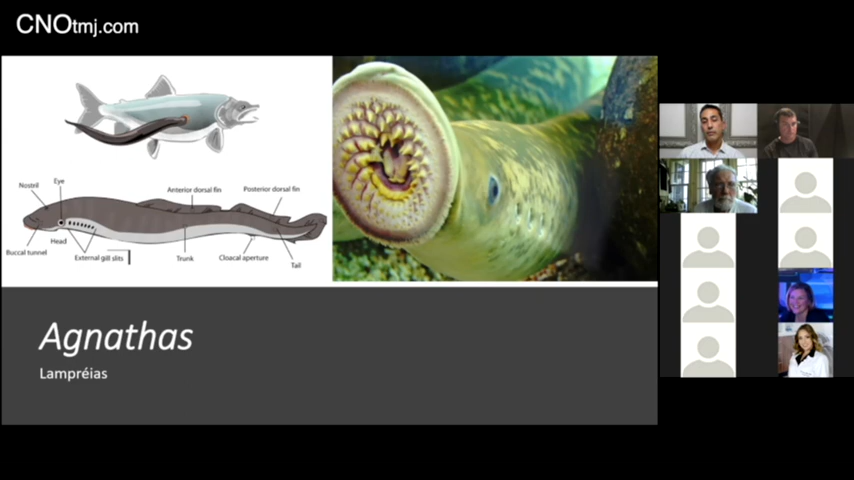 CNOtmj.com
Nostril
Eye
Anterior dorsal fin
Posterior dorsal fin
Buccal tunnel
Head
External gill slits
Trunk
Cloacal aperture
Tail
Agnathas
Lampréias